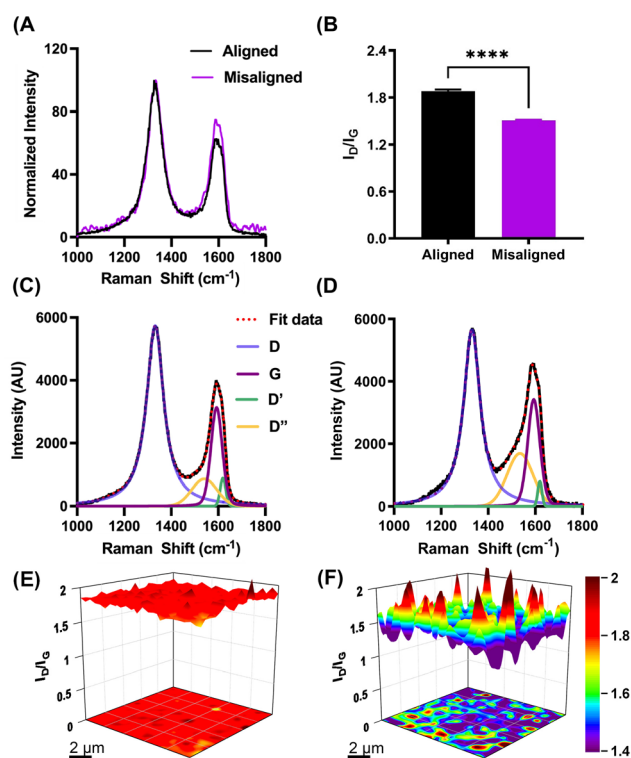 (A)
Aligned
Misaligned
Normalized Intensity
120
80
40
0
1000 1200 1400 1600 1800
Raman Shift (cm⁻¹)
(B)
****
I_D/I_G
2.4
1.8
1.2
0.6
0.0
Aligned Misaligned
(C)
Fit data
D
G
D'
D"
Intensity (AU)
6000
4000
2000
0
1000 1200 1400 1600 1800
Raman Shift (cm⁻¹)
(D)
Intensity (AU)
6000
4000
2000
0
1000 1200 1400 1600 1800
Raman Shift (cm⁻¹)
(E)
I_D/I_G
2
1.5
1
0.5
0
2 µm
(F)
I_D/I_G
2
1.5
1
0.5
0
2 µm
2
1.8
1.6
1.4